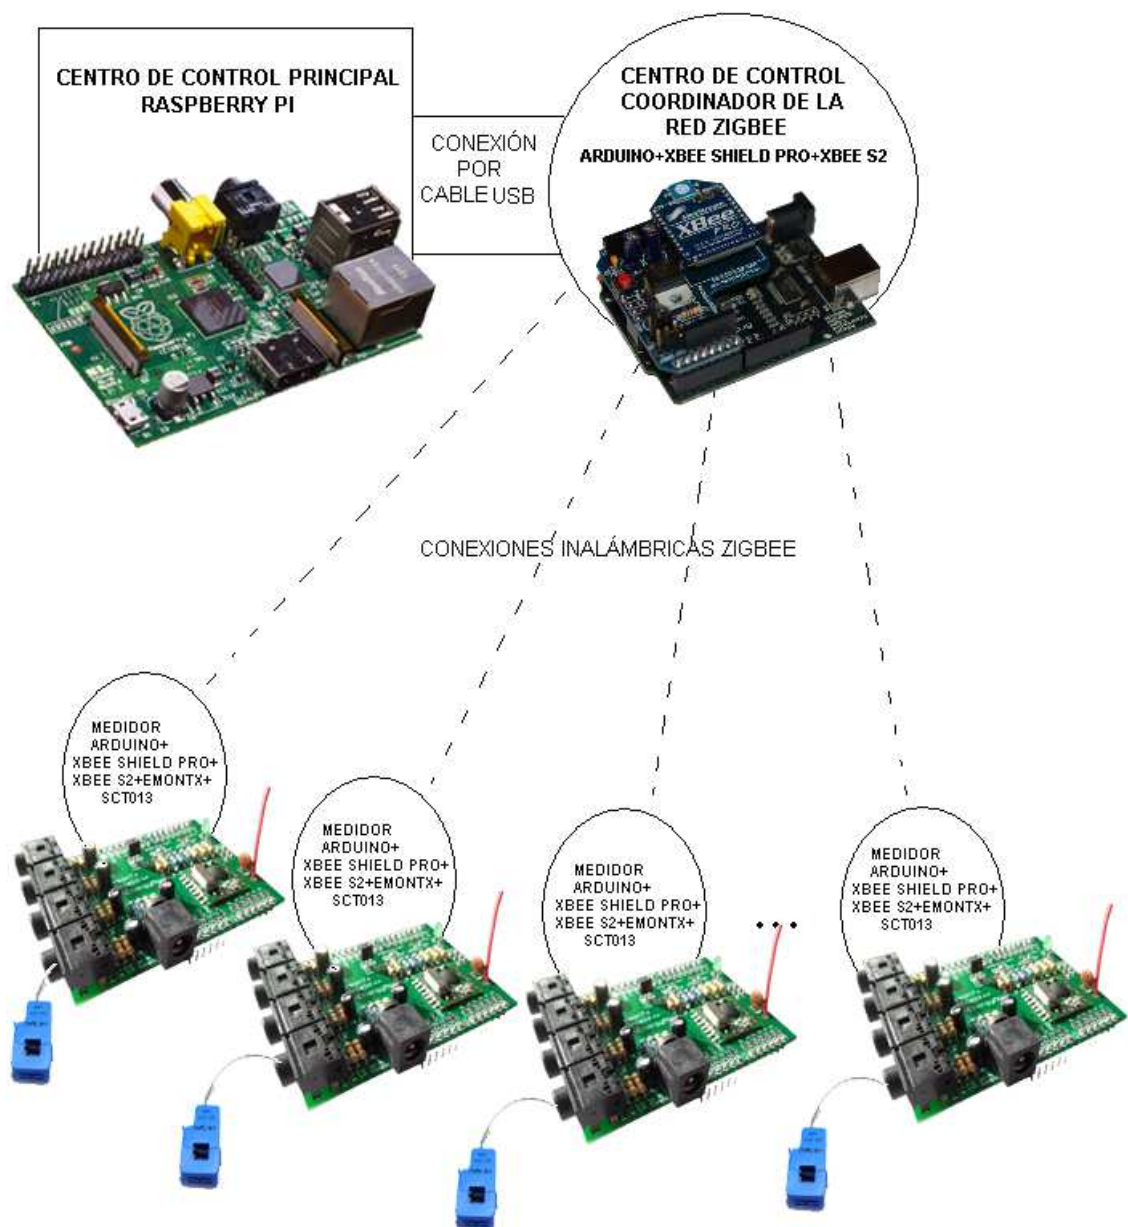 CENTRO DE CONTROL PRINCIPAL
RASPBERRY PI
CONEXIÓN
POR
CABLE USB
CENTRO DE CONTROL
COORDINADOR DE LA
RED ZIGBEE
ARDUINO+XBEE SHIELD PRO+XBEE S2
XBee
PRO
CONEXIONES INALÁMBRICAS ZIGBEE
MEDIDOR
ARDUINO+
XBEE SHIELD PRO+
XBEE S2+EMONTX+
SCT013
MEDIDOR
ARDUINO+
XBEE SHIELD PRO+
XBEE S2+EMONTX+
SCT013
MEDIDOR
ARDUINO+
XBEE SHIELD PRO+
XBEE S2+EMONTX+
SCT013
...
MEDIDOR
ARDUINO+
XBEE SHIELD PRO+
XBEE S2+EMONTX+
SCT013